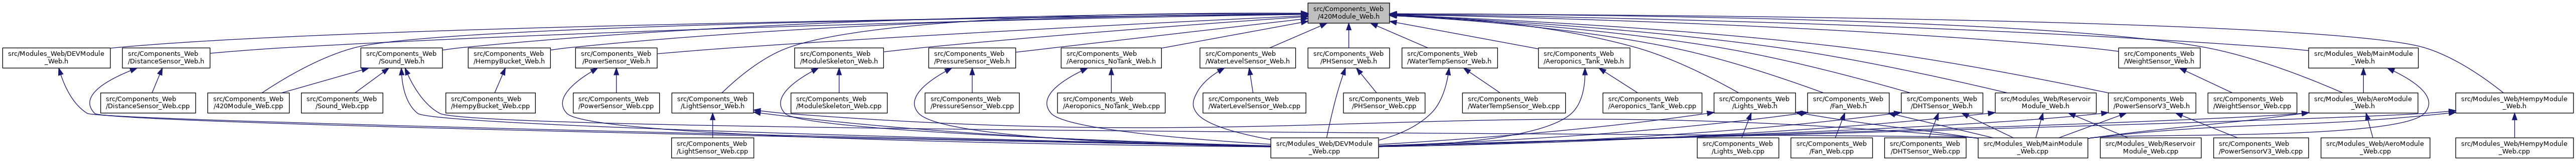 src/Components_Web
/420Module_Web.h
src/Modules_Web/DEVModule
_Web.h
src/Components_Web
/DistanceSensor_Web.h
src/Components_Web
/Sound_Web.h
src/Components_Web
/HempyBucket_Web.h
src/Components_Web
/PowerSensor_Web.h
src/Components_Web
/ModuleSkeleton_Web.h
src/Components_Web
/PressureSensor_Web.h
src/Components_Web
/Aeroponics_NoTank_Web.h
src/Components_Web
/WaterLevelSensor_Web.h
src/Components_Web
/PHSensor_Web.h
src/Components_Web
/WaterTempSensor_Web.h
src/Components_Web
/Aeroponics_Tank_Web.h
src/Components_Web
/WeightSensor_Web.h
src/Modules_Web/MainModule
_Web.h
src/Components_Web
/DistanceSensor_Web.cpp
src/Components_Web
/420Module_Web.cpp
src/Components_Web
/Sound_Web.cpp
src/Components_Web
/HempyBucket_Web.cpp
src/Components_Web
/PowerSensor_Web.cpp
src/Components_Web
/LightSensor_Web.h
src/Components_Web
/ModuleSkeleton_Web.cpp
src/Components_Web
/PressureSensor_Web.cpp
src/Components_Web
/Aeroponics_NoTank_Web.cpp
src/Components_Web
/WaterLevelSensor_Web.cpp
src/Components_Web
/PHSensor_Web.cpp
src/Components_Web
/WaterTempSensor_Web.cpp
src/Components_Web
/Aeroponics_Tank_Web.cpp
src/Components_Web
/Lights_Web.h
src/Components_Web
/Fan_Web.h
src/Components_Web
/DHTSensor_Web.h
src/Modules_Web/Reservoir
Module_Web.h
src/Components_Web
/PowerSensorV3_Web.h
src/Components_Web
/WeightSensor_Web.cpp
src/Modules_Web/AeroModule
_Web.h
src/Modules_Web/HempyModule
_Web.h
src/Components_Web
/LightSensor_Web.cpp
src/Modules_Web/DEVModule
_Web.cpp
src/Components_Web
/Lights_Web.cpp
src/Components_Web
/Fan_Web.cpp
src/Components_Web
/DHTSensor_Web.cpp
src/Modules_Web/MainModule
_Web.cpp
src/Modules_Web/Reservoir
Module_Web.cpp
src/Components_Web
/PowerSensorV3_Web.cpp
src/Modules_Web/AeroModule
_Web.cpp
src/Modules_Web/HempyModule
_Web.cpp